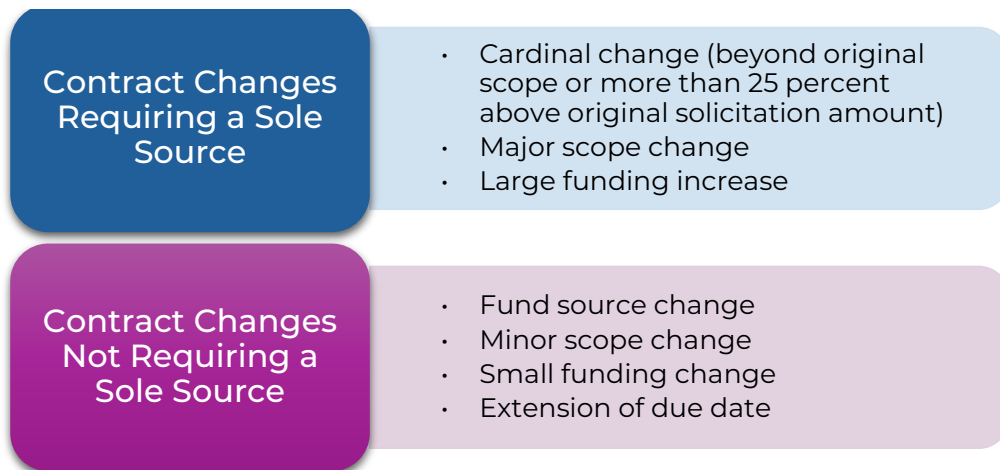 Contract Changes
Requiring a Sole
Source
· Cardinal change (beyond original
scope or more than 25 percent
above original solicitation amount)
· Major scope change
· Large funding increase
Contract Changes
Not Requiring a
Sole Source
· Fund source change
· Minor scope change
· Small funding change
· Extension of due date